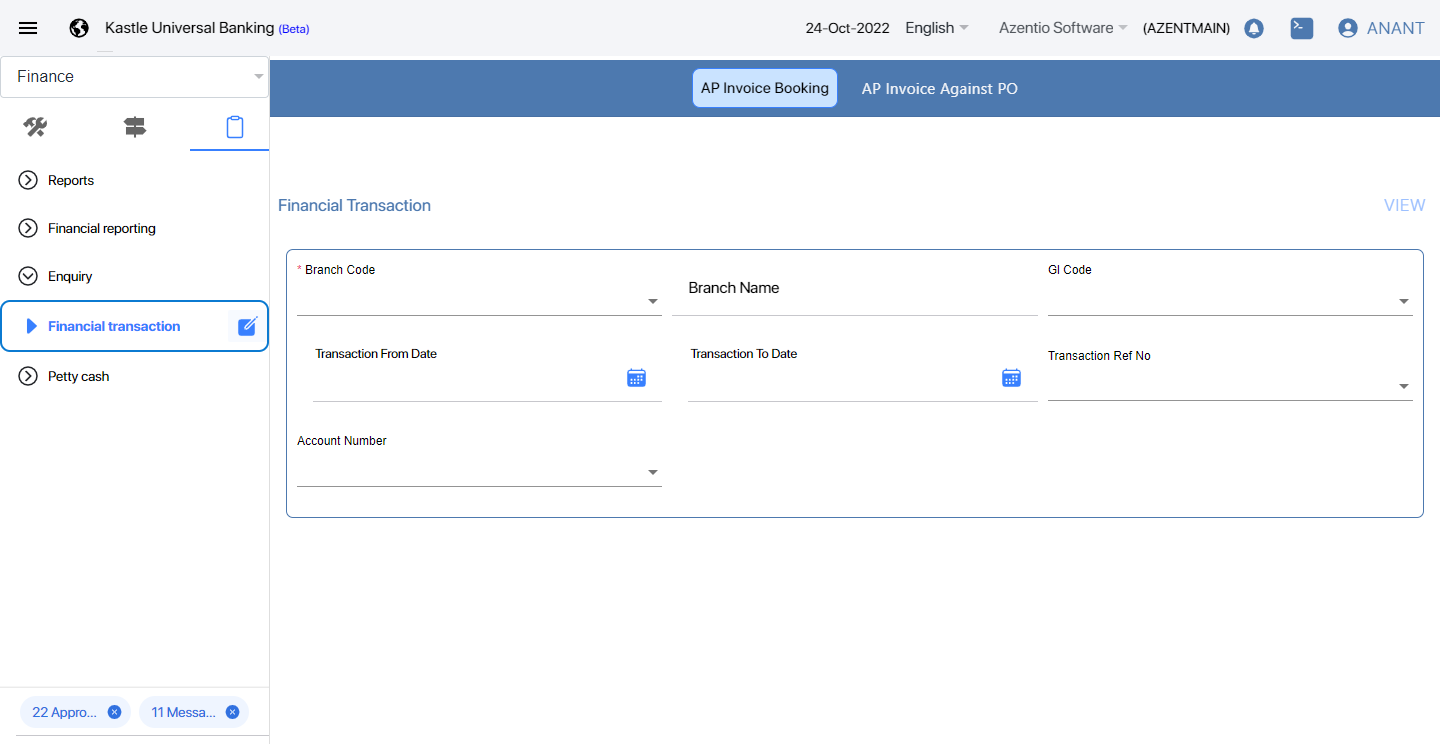 Kastle Universal Banking (Beta)
24-Oct-2022 English Azentio Software (AZENTMAIN) ANANT
Finance
AP Invoice Booking AP Invoice Against PO
Reports
Financial reporting
Enquiry
Financial transaction
Petty cash
22 Appro... 11 Messa...
Financial Transaction VIEW
* Branch Code
Branch Name
Gl Code
Transaction From Date
Transaction To Date
Transaction Ref No
Account Number